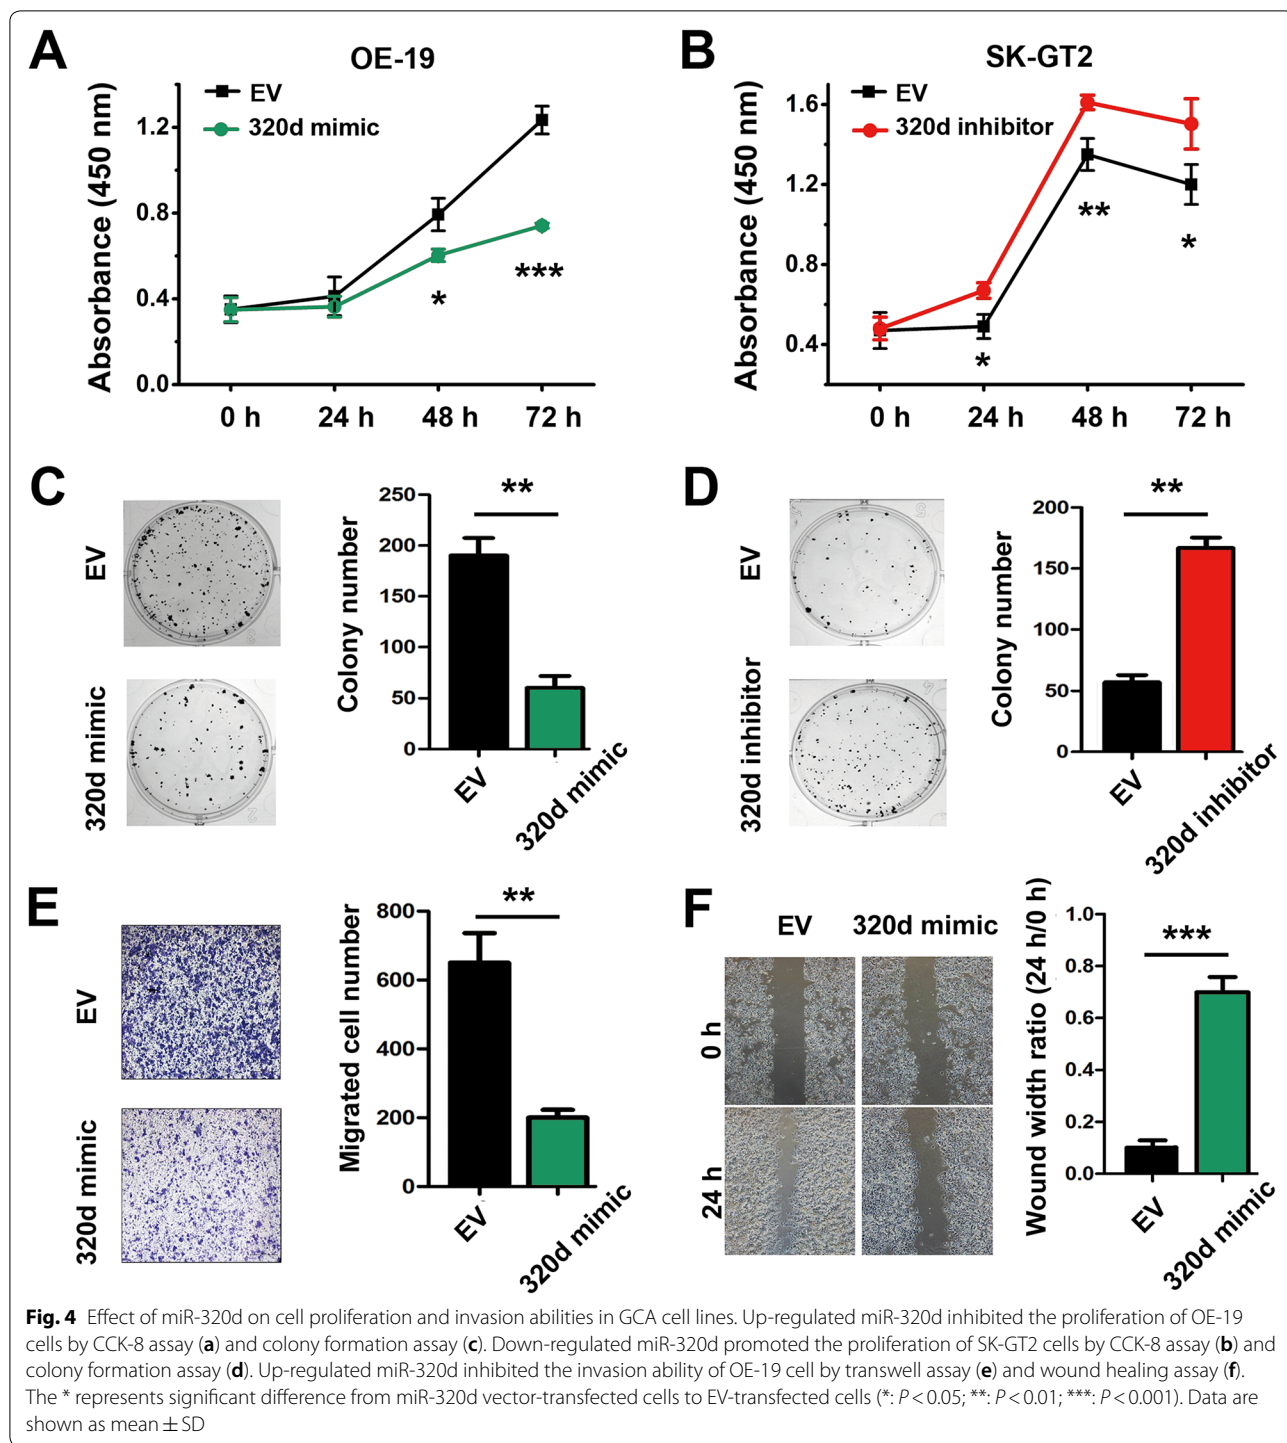 A
OE-19
EV
320d mimic
Absorbance (450 nm)
1.2
0.8
0.4
0.0
0 h 24 h 48 h 72 h
*
***
B
SK-GT2
EV
320d inhibitor
Absorbance (450 nm)
1.6
1.2
0.8
0.4
0 h 24 h 48 h 72 h
*
**
*
C
EV
320d mimic
Colony number
250
200
150
100
50
0
**
EV
320d mimic
D
EV
320d inhibitor
Colony number
200
150
100
50
0
**
EV
320d inhibitor
E
EV
320d mimic
Migrated cell number
800
600
400
200
0
**
EV
320d mimic
F
EV 320d mimic
0 h
24 h
Wound width ratio (24 h/0 h)
1.0
0.8
0.6
0.4
0.2
0.0
***
EV
320d mimic
Fig. 4 Effect of miR-320d on cell proliferation and invasion abilities in GCA cell lines. Up-regulated miR-320d inhibited the proliferation of OE-19
cells by CCK-8 assay (a) and colony formation assay (c). Down-regulated miR-320d promoted the proliferation of SK-GT2 cells by CCK-8 assay (b) and
colony formation assay (d). Up-regulated miR-320d inhibited the invasion ability of OE-19 cell by transwell assay (e) and wound healing assay (f).
The * represents significant difference from miR-320d vector-transfected cells to EV-transfected cells (*: P < 0.05; **: P < 0.01; ***: P < 0.001). Data are
shown as mean ± SD